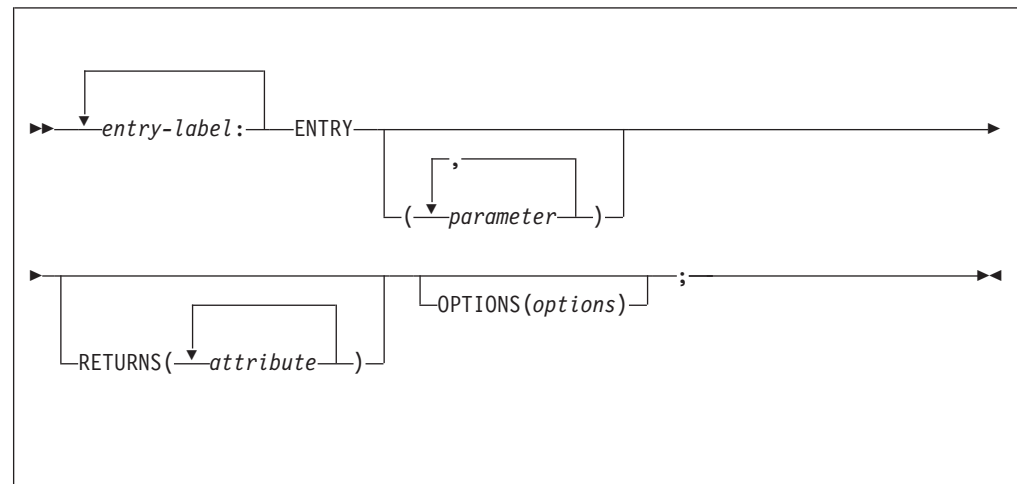 entry-label: ENTRY
,
(parameter)
RETURNS(attribute) OPTIONS(options) ;